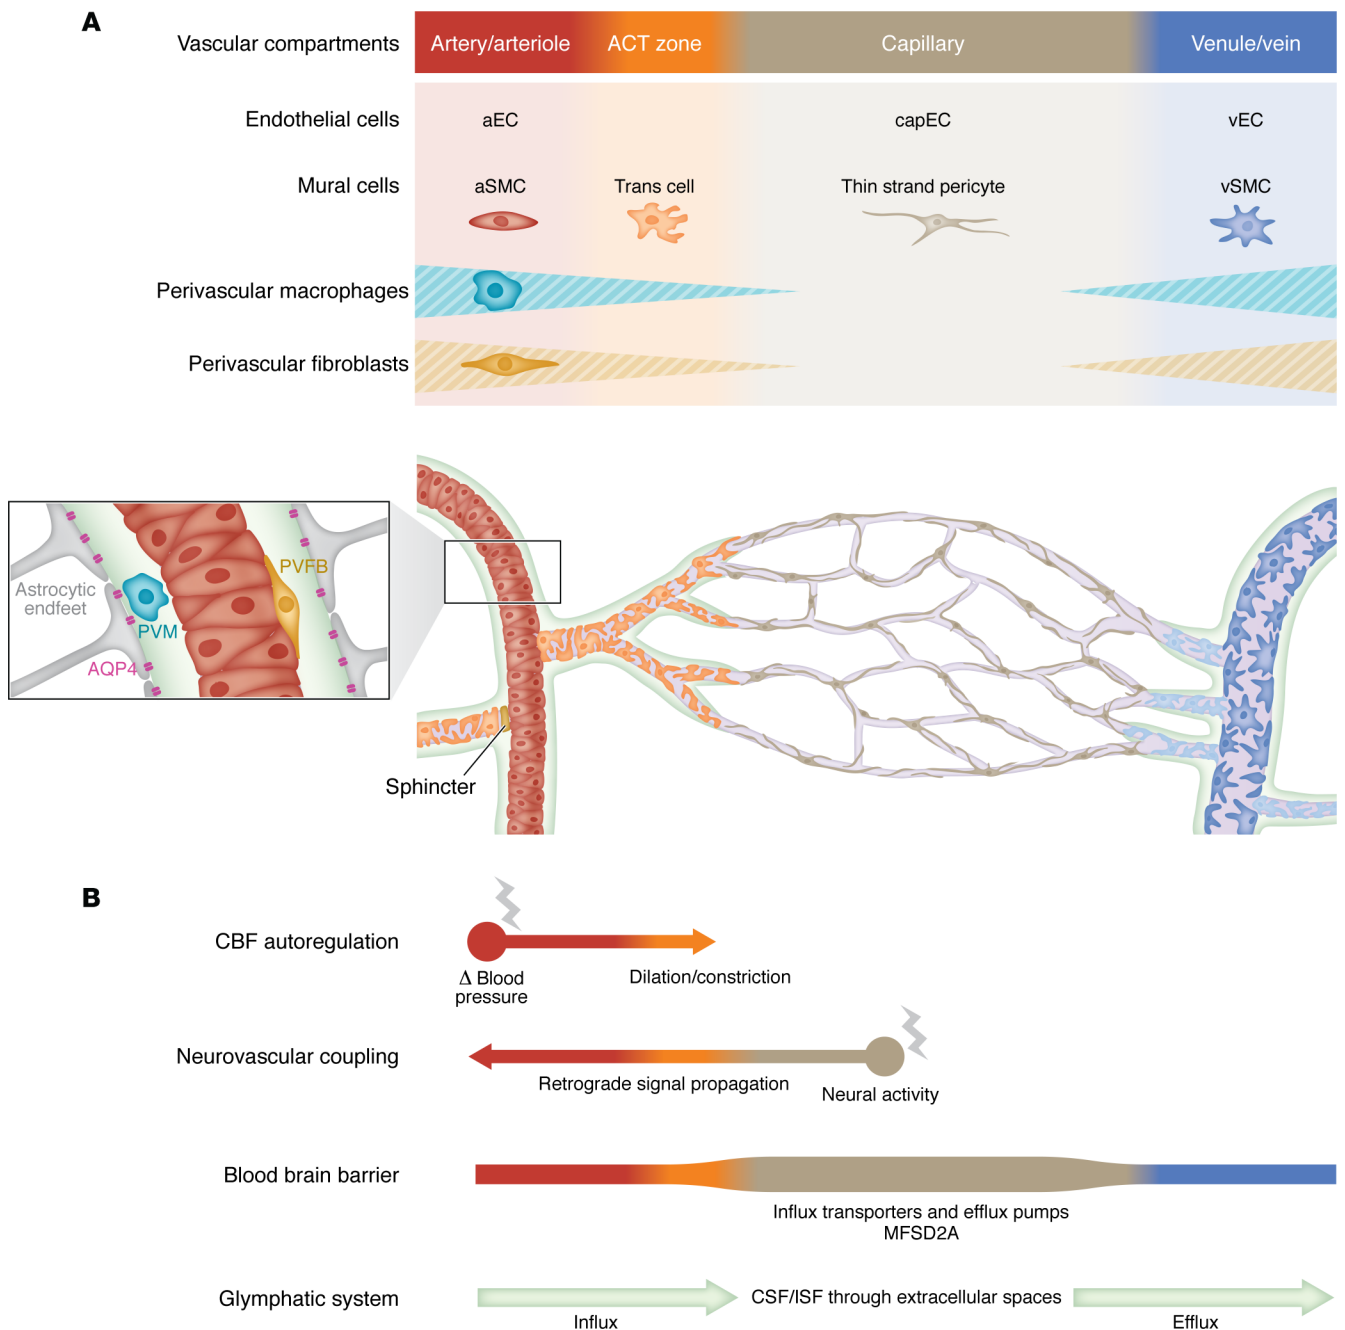 A
Vascular compartments
Artery/arteriole
ACT zone
Capillary
Venule/vein
Endothelial cells
aEC
capEC
vEC
Mural cells
aSMC
Trans cell
Thin strand pericyte
vSMC
Perivascular macrophages
Perivascular fibroblasts
PVFB
Astrocytic
endfeet
PVM
AQP4
Sphincter
B
CBF autoregulation
Δ Blood
pressure
Dilation/constriction
Neurovascular coupling
Retrograde signal propagation
Neural activity
Blood brain barrier
Influx transporters and efflux pumps
MFSD2A
Glymphatic system
CSF/ISF through extracellular spaces
Influx
Efflux